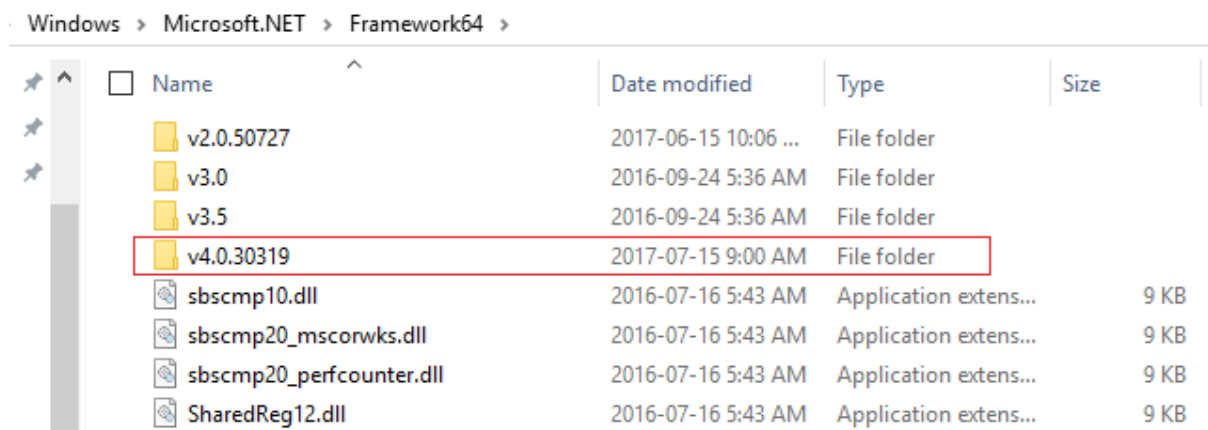 Windows > Microsoft.NET > Framework64 >
Name Date modified Type Size
v2.0.50727 2017-06-15 10:06 ... File folder
v3.0 2016-09-24 5:36 AM File folder
v3.5 2016-09-24 5:36 AM File folder
v4.0.30319 2017-07-15 9:00 AM File folder
sbscmp10.dll 2016-07-16 5:43 AM Application extens... 9 KB
sbscmp20_mscorwks.dll 2016-07-16 5:43 AM Application extens... 9 KB
sbscmp20_perfcounter.dll 2016-07-16 5:43 AM Application extens... 9 KB
SharedReg12.dll 2016-07-16 5:43 AM Application extens... 9 KB